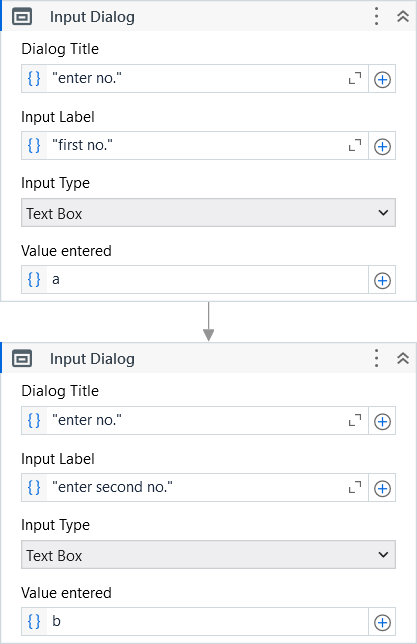 Input Dialog
Dialog Title
{} "enter no."
Input Label
{} "first no."
Input Type
Text Box
Value entered
{} a
Input Dialog
Dialog Title
{} "enter no."
Input Label
{} "enter second no."
Input Type
Text Box
Value entered
{} b